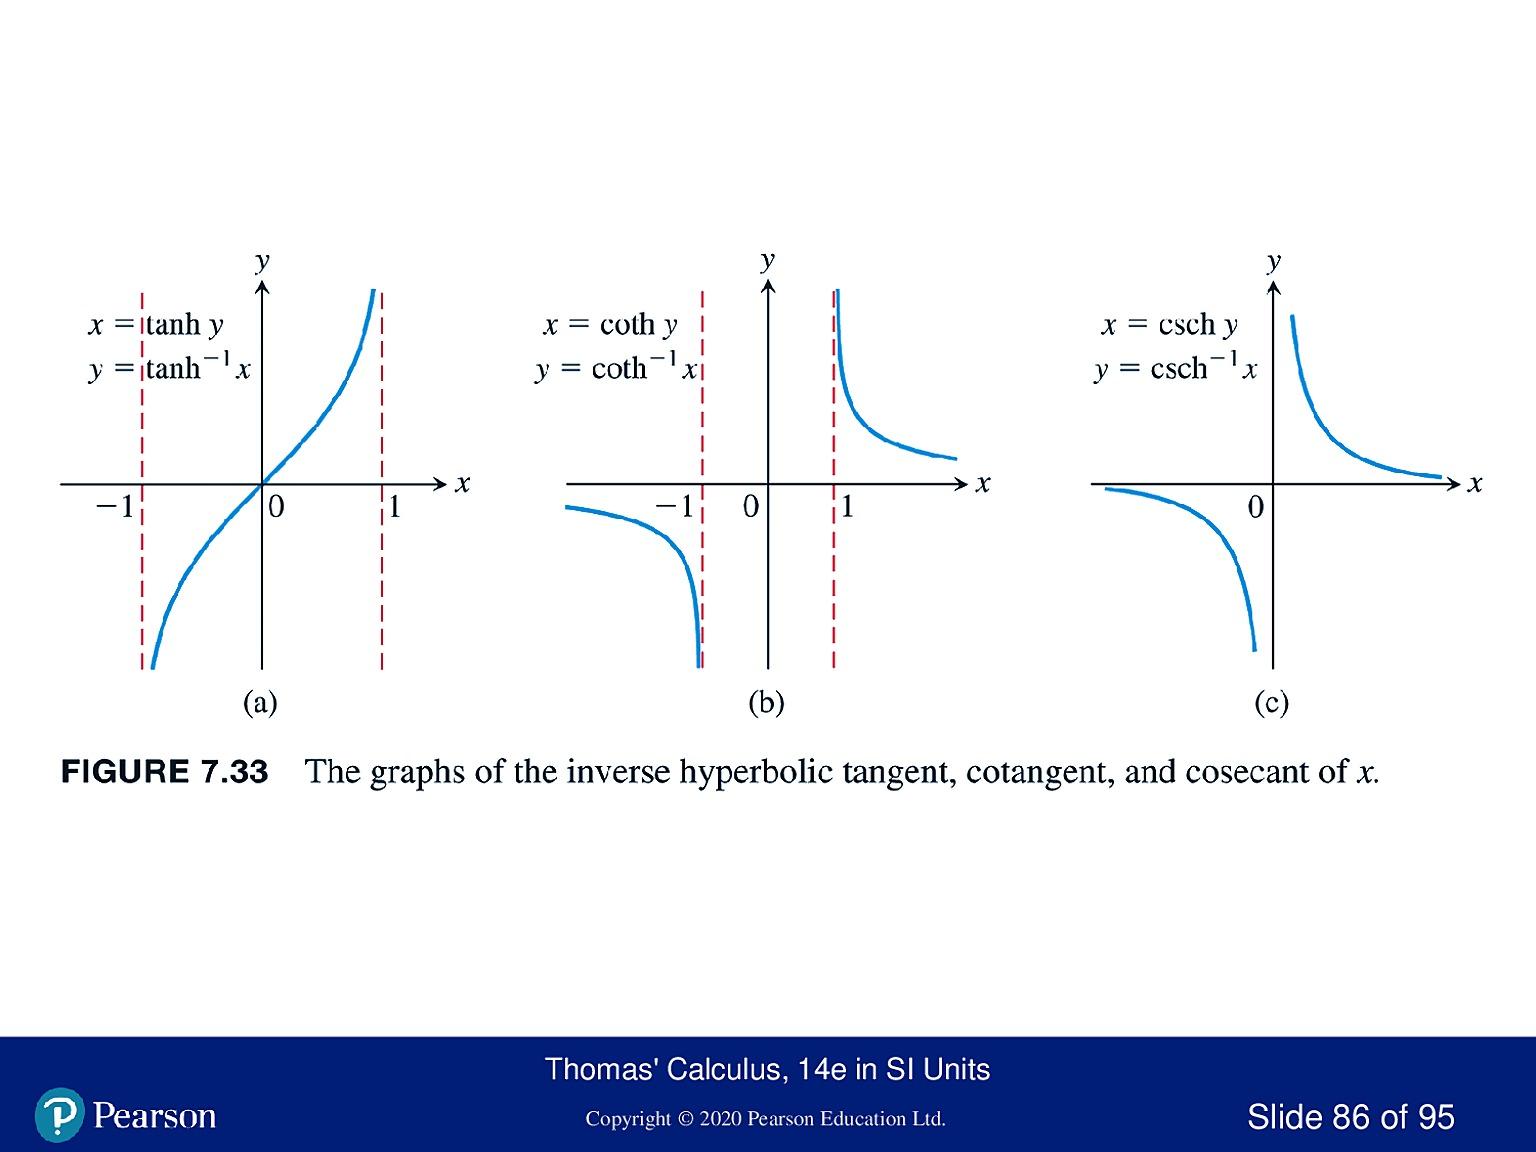 y
x = tanh y
y = tanh⁻¹ x
x
−1
0
1
(a)
y
x = coth y
y = coth⁻¹ x
x
−1
0
1
(b)
y
x = csch y
y = csch⁻¹ x
x
0
(c)
FIGURE 7.33 The graphs of the inverse hyperbolic tangent, cotangent, and cosecant of x.
Thomas' Calculus, 14e in SI Units
Pearson
Copyright © 2020 Pearson Education Ltd.
Slide 86 of 95